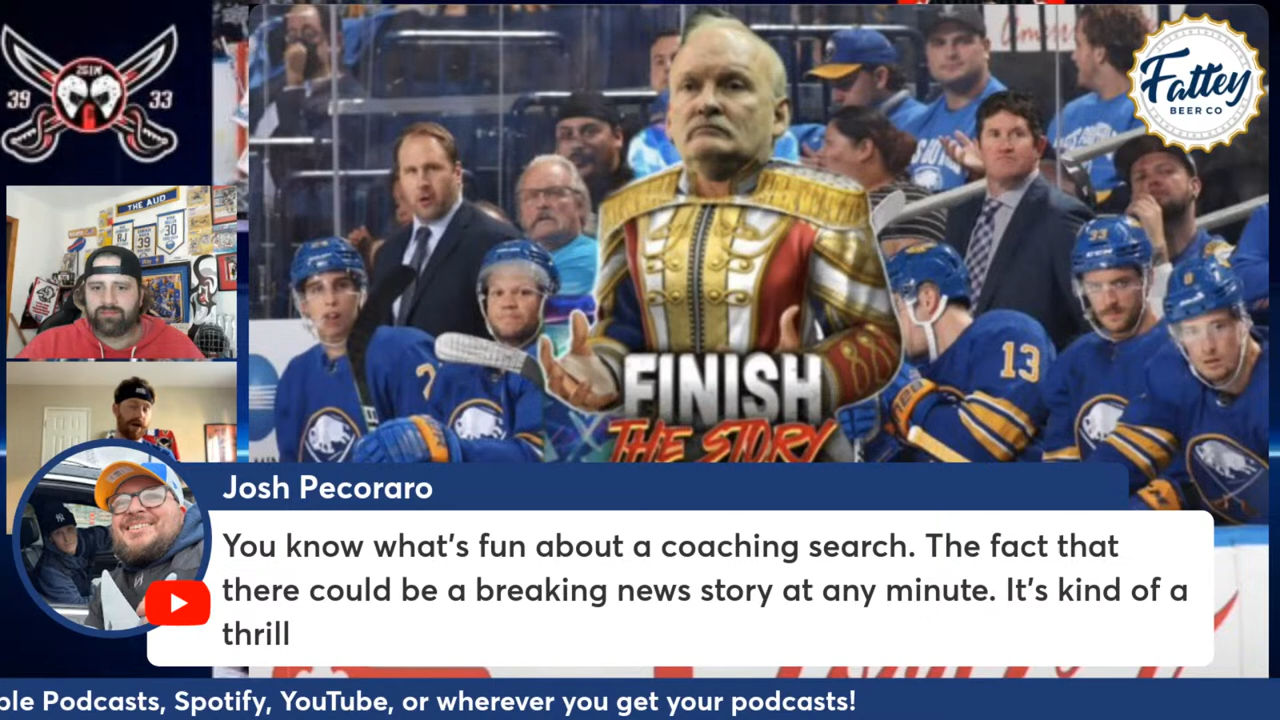 2GIM
39 33
THE AUD
39
Fattey
BEER CO
13
33
FINISH
THE STORY
Josh Pecoraro
You know what's fun about a coaching search. The fact that
there could be a breaking news story at any minute. It's kind of a
thrill
ple Podcasts, Spotify, YouTube, or wherever you get your podcasts!